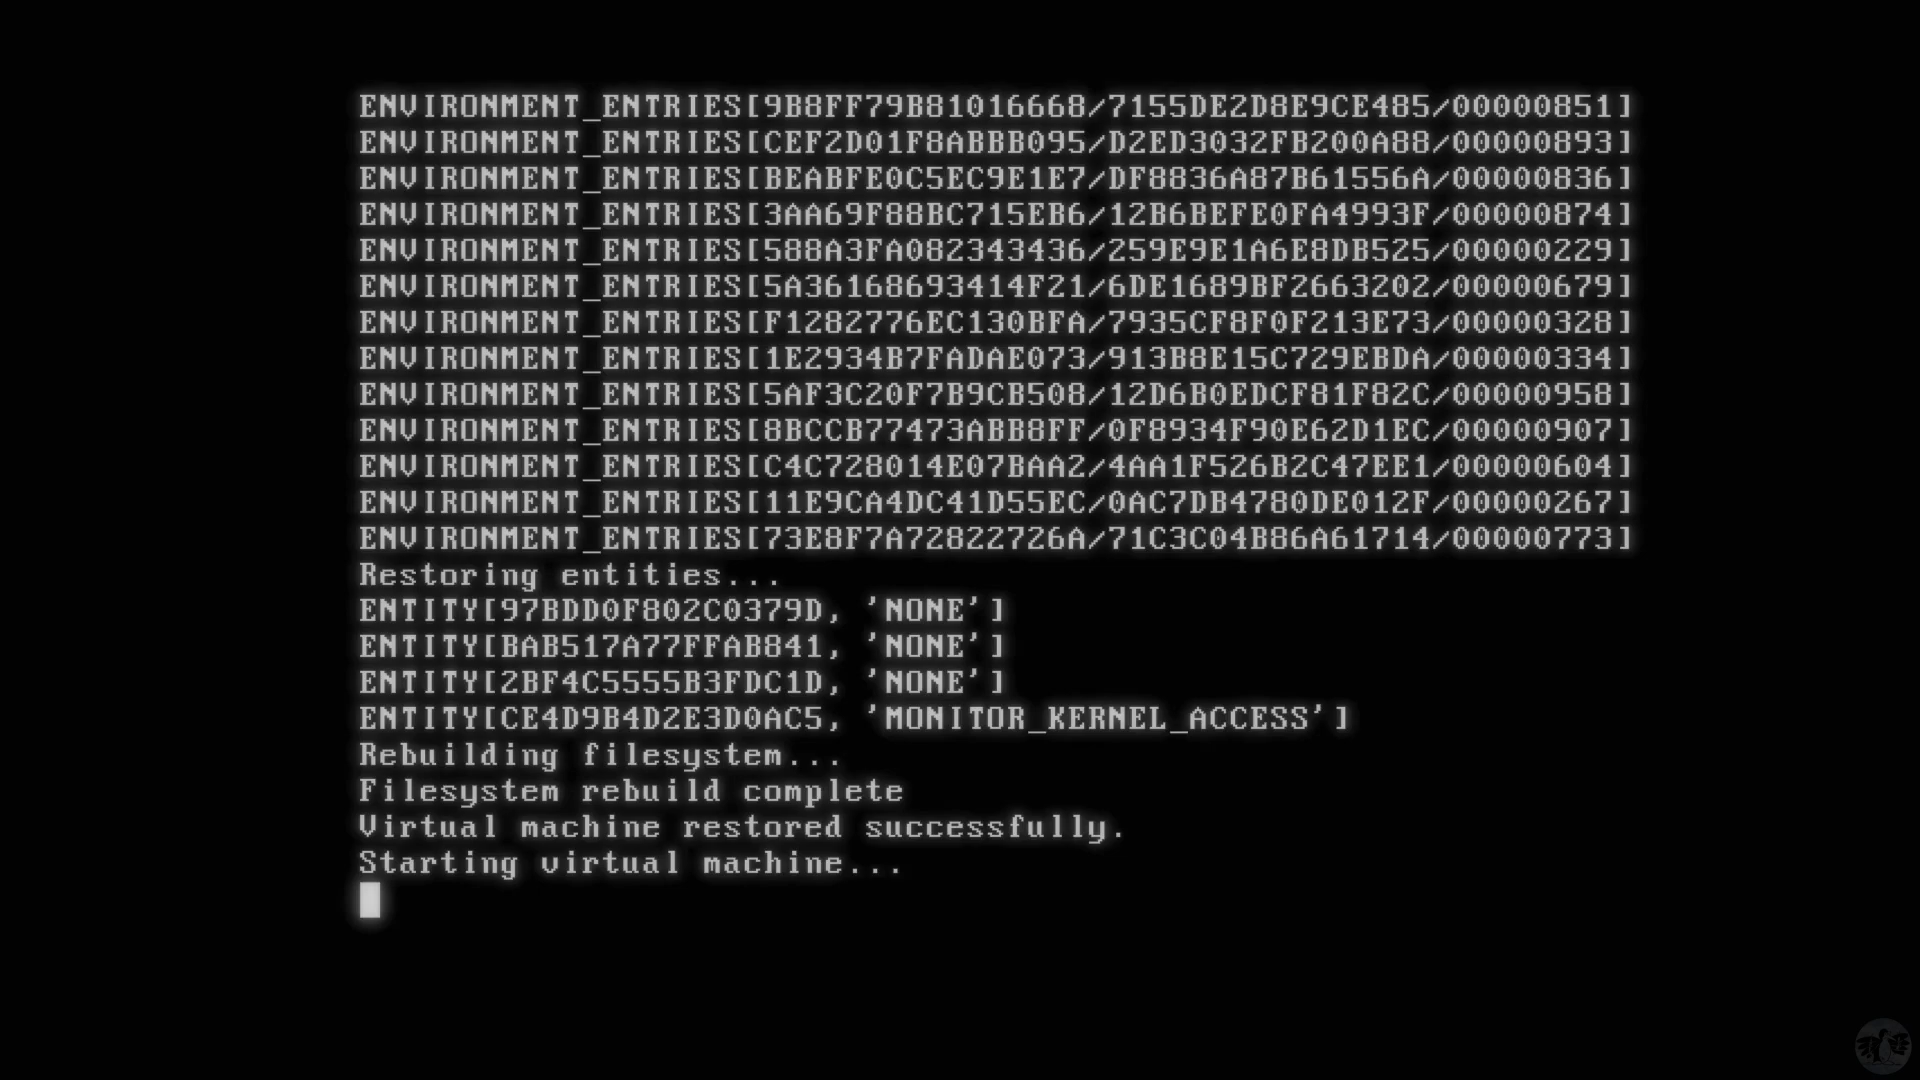 ENVIRONMENT_ENTRIES[9B8FF79B81016668/7155DE2D8E9CE485/00000851]
ENVIRONMENT_ENTRIES[CEF2D01F8ABBB095/D2ED3032FB200A88/00000893]
ENVIRONMENT_ENTRIES[BEABFE0C5EC9E1E7/DF8836A87B61556A/00000836]
ENVIRONMENT_ENTRIES[3AA69F88BC715EB6/12B6BEFE0FA4993F/00000874]
ENVIRONMENT_ENTRIES[588A3FA082343436/259E9E1A6E8DB525/00000229]
ENVIRONMENT_ENTRIES[5A36168693414F21/6DE1689BF2663202/00000679]
ENVIRONMENT_ENTRIES[F1282776EC130BFA/7935CF8F0F213E73/00000328]
ENVIRONMENT_ENTRIES[1E2934B7FADAE073/913B8E15C729EBDA/00000334]
ENVIRONMENT_ENTRIES[5AF3C20F7B9CB508/12D6B0EDCF81F82C/00000958]
ENVIRONMENT_ENTRIES[8BCCB77473ABB8FF/0F8934F90E62D1EC/00000907]
ENVIRONMENT_ENTRIES[C4C728014E07BAA2/4AA1F526B2C47EE1/00000604]
ENVIRONMENT_ENTRIES[11E9CA4DC41D55EC/0AC7DB4780DE012F/00000267]
ENVIRONMENT_ENTRIES[73E8F7A72822726A/71C3C04B86A61714/00000773]
Restoring entities...
ENTITY[97BDD0F802C0379D, 'NONE']
ENTITY[BAB517A77FFAB841, 'NONE']
ENTITY[2BF4C5555B3FDC1D, 'NONE']
ENTITY[CE4D9B4D2E3D0AC5, 'MONITOR_KERNEL_ACCESS']
Rebuilding filesystem...
Filesystem rebuild complete
Virtual machine restored successfully.
Starting virtual machine...